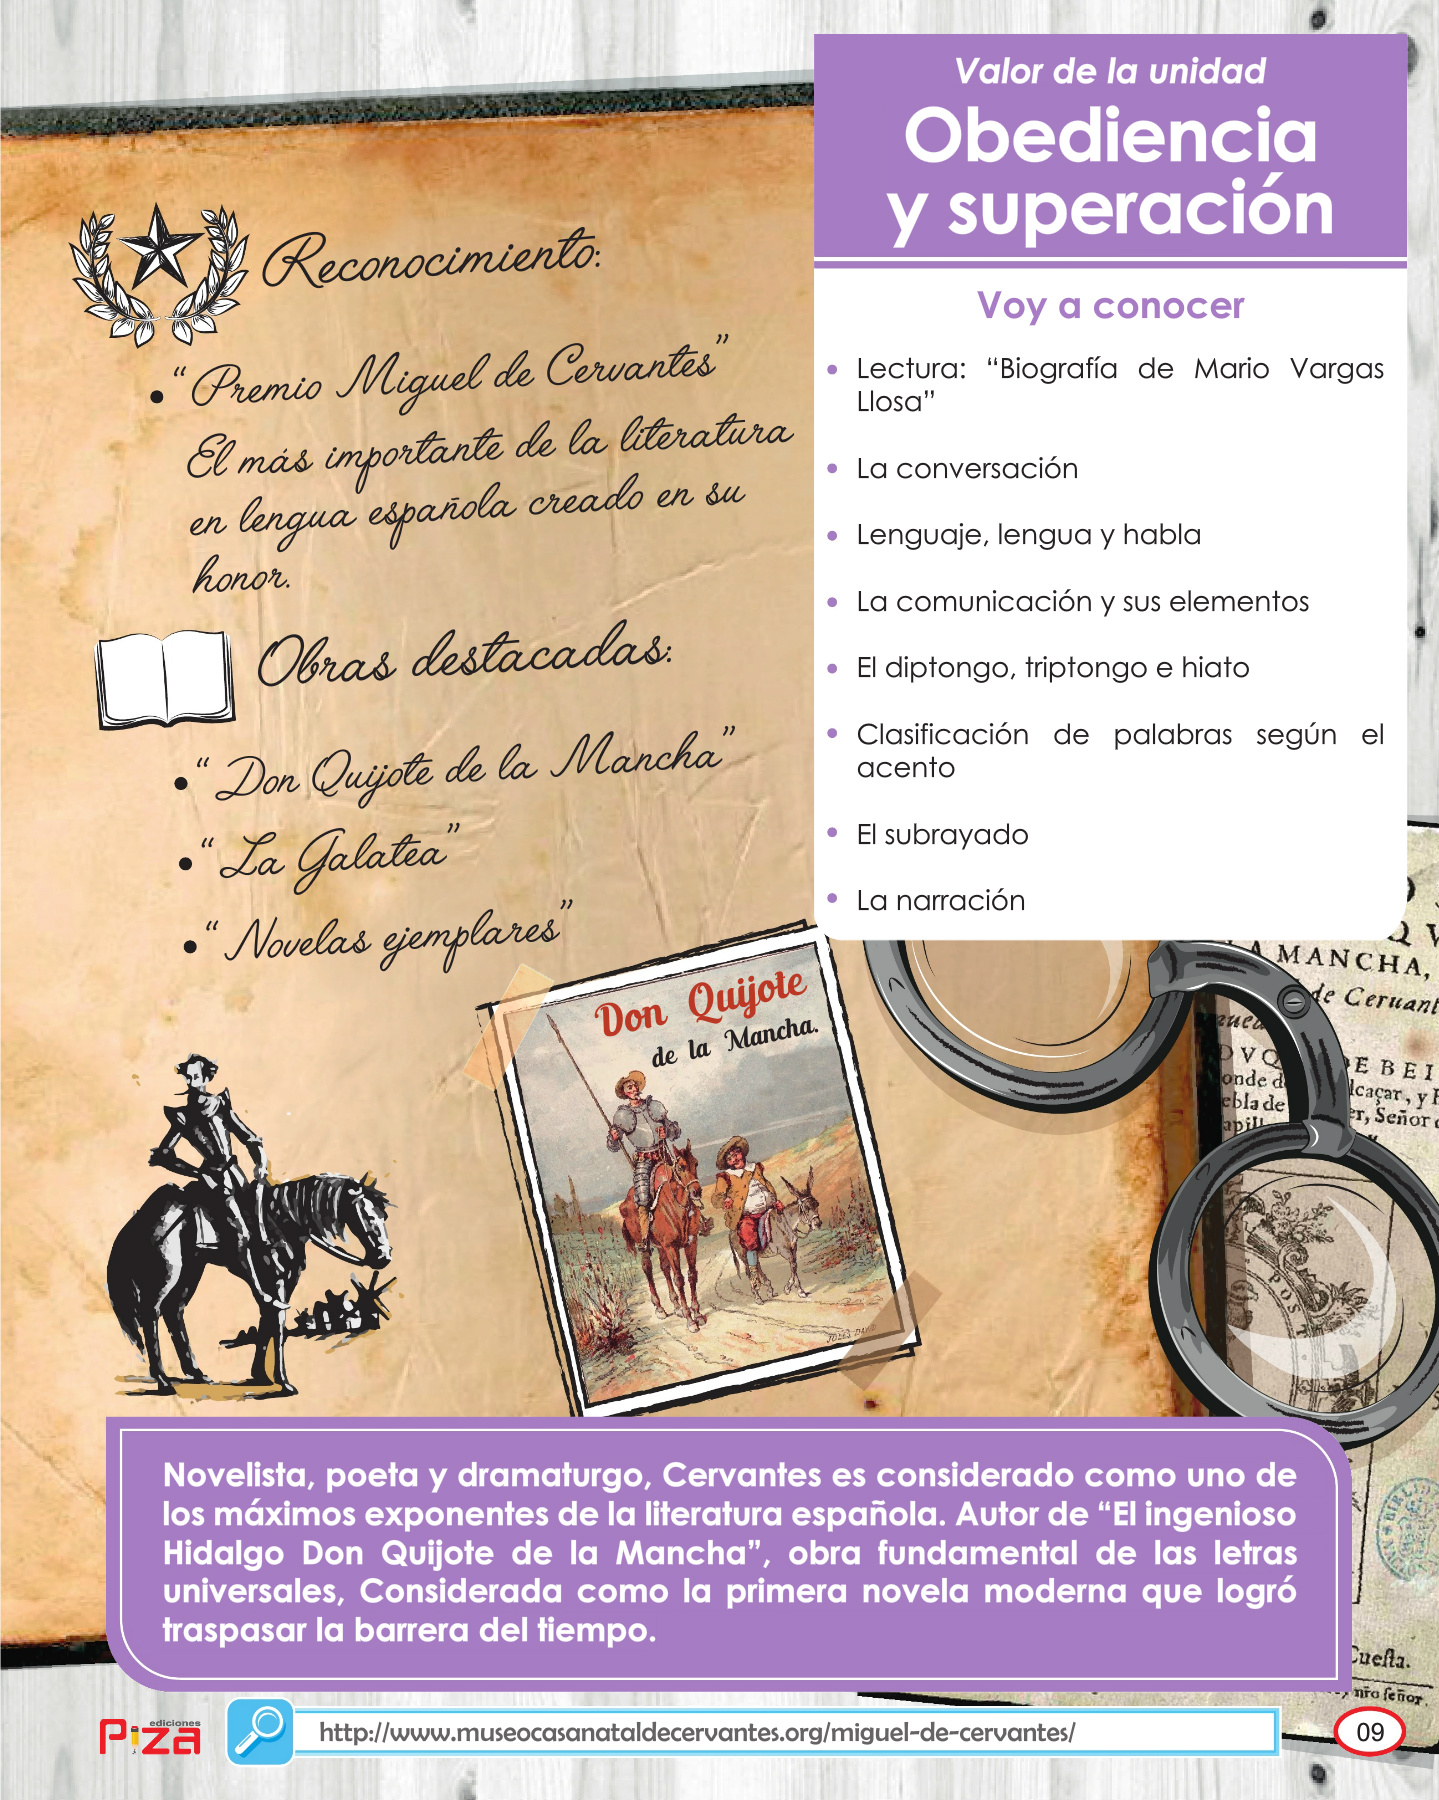 Valor de la unidad
Obediencia
y superación
Reconocimiento:
• “Premio Miguel de Cervantes”
El más importante de la literatura
en lengua española creado en su
honor.
Obras destacadas:
• “Don Quijote de la Mancha”
• “La Galatea”
• “Novelas ejemplares”
Voy a conocer
• Lectura: “Biografía de Mario Vargas
Llosa”
• La conversación
• Lenguaje, lengua y habla
• La comunicación y sus elementos
• El diptongo, triptongo e hiato
• Clasificación de palabras según el
acento
• El subrayado
• La narración
Don Quijote
de la Mancha.
MANCHA,
Novelista, poeta y dramaturgo, Cervantes es considerado como uno de
los máximos exponentes de la literatura española. Autor de “El ingenioso
Hidalgo Don Quijote de la Mancha”, obra fundamental de las letras
universales, Considerada como la primera novela moderna que logró
traspasar la barrera del tiempo.
ediciones
Piza
http://www.museocasanataldecervantes.org/miguel-de-cervantes/
09